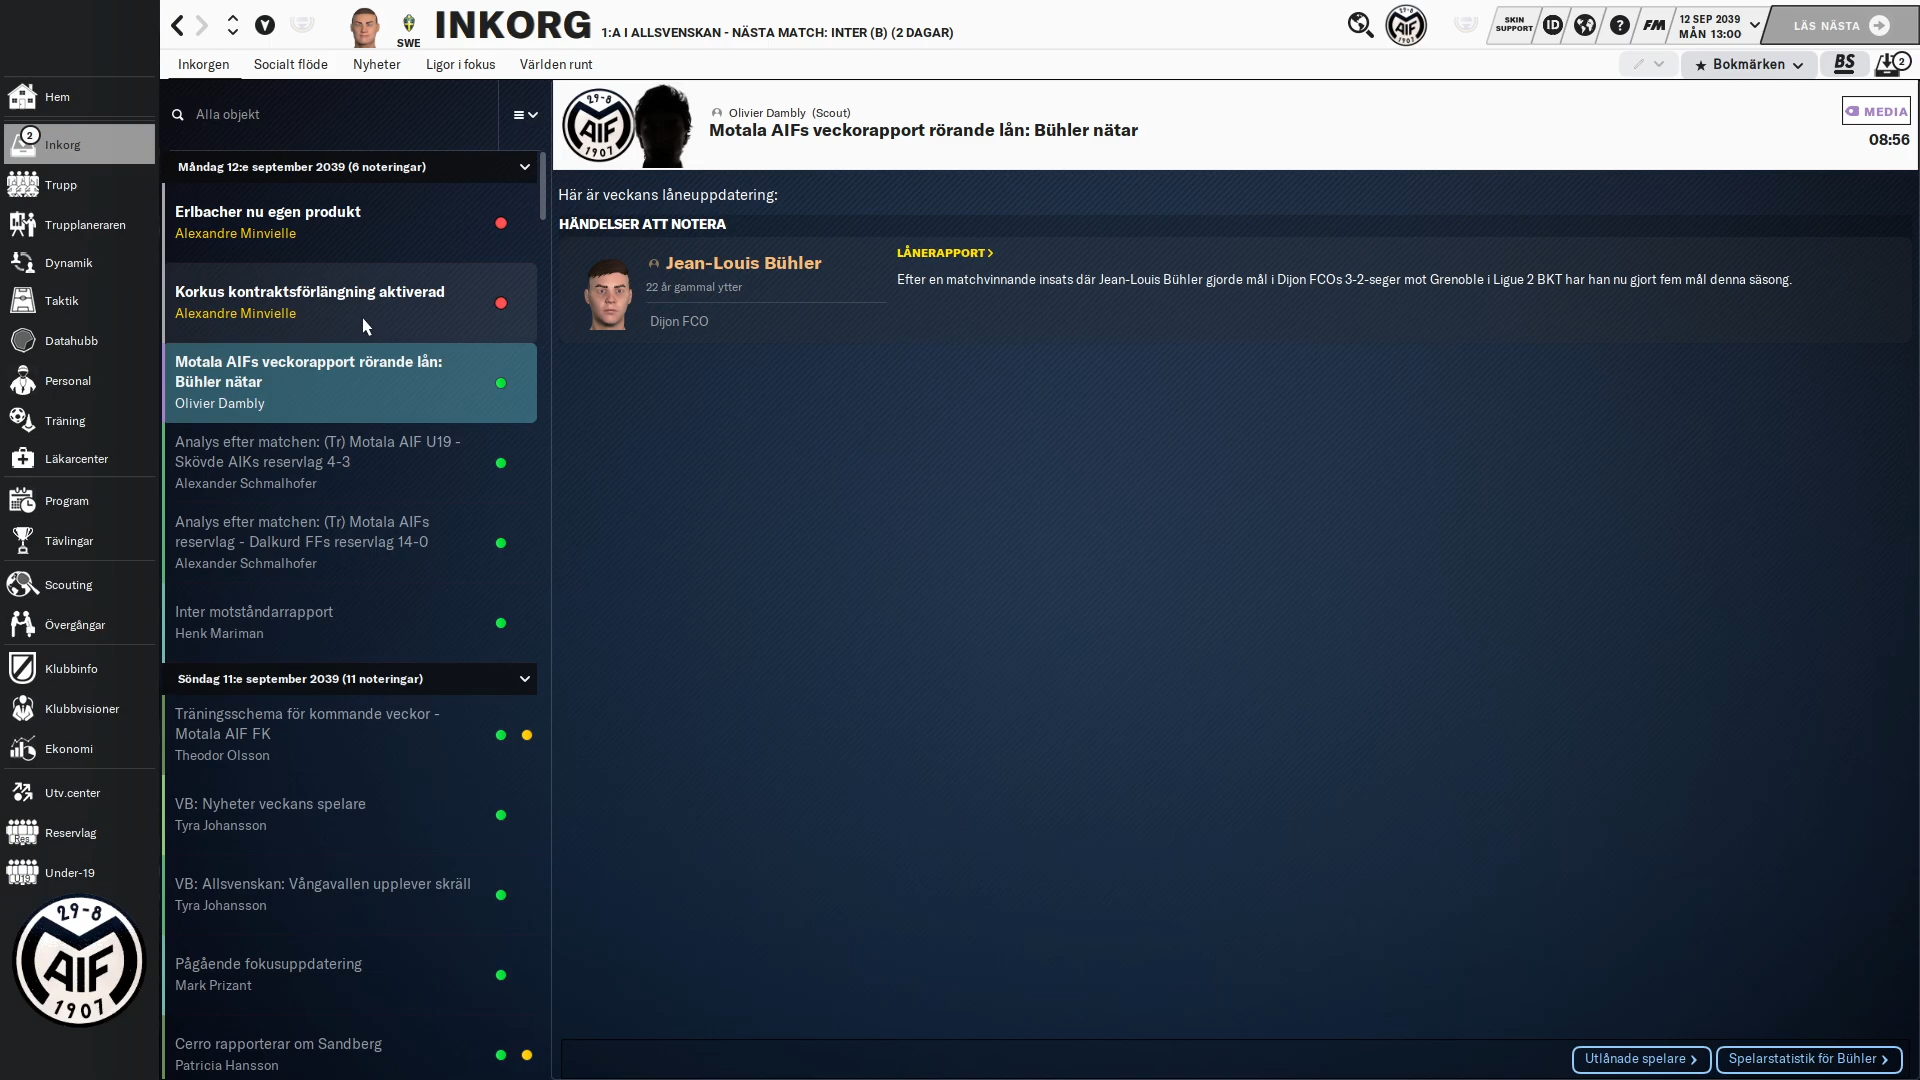 SWE
INKORG
1:A I ALLSVENSKAN - NÄSTA MATCH: INTER (B) (2 DAGAR)
SKIN SUPPORT
ID
?
FM
12 SEP 2039
MÅN 13:00
LÄS NÄSTA
Inkorgen
Socialt flöde
Nyheter
Ligor i fokus
Världen runt
★ Bokmärken
BS
2
Hem
2
Inkorg
Trupp
Trupplaneraren
Dynamik
Taktik
Datahubb
Personal
Träning
Läkarcenter
Program
Tävlingar
Scouting
Övergångar
Klubbinfo
Klubbvisioner
Ekonomi
Utv.center
Reservlag
Under-19
29-8
AIF
1907
Alla objekt
Måndag 12:e september 2039 (6 noteringar)
Erlbacher nu egen produkt
Alexandre Minvielle
Korkus kontraktsförlängning aktiverad
Alexandre Minvielle
Motala AIFs veckorapport rörande lån:
Bühler nätar
Olivier Dambly
Analys efter matchen: (Tr) Motala AIF U19 -
Skövde AIKs reservlag 4-3
Alexander Schmalhofer
Analys efter matchen: (Tr) Motala AIFs
reservlag - Dalkurd FFs reservlag 14-0
Alexander Schmalhofer
Inter motståndarrapport
Henk Mariman
Söndag 11:e september 2039 (11 noteringar)
Träningsschema för kommande veckor -
Motala AIF FK
Theodor Olsson
VB: Nyheter veckans spelare
Tyra Johansson
VB: Allsvenskan: Vångavallen upplever skräll
Tyra Johansson
Pågående fokusuppdatering
Mark Prizant
Cerro rapporterar om Sandberg
Patricia Hansson
29-8
AIF
1907
Olivier Dambly (Scout)
Motala AIFs veckorapport rörande lån: Bühler nätar
MEDIA
08:56
Här är veckans låneuppdatering:
HÄNDELSER ATT NOTERA
Jean-Louis Bühler
22 år gammal ytter
Dijon FCO
LÅNERAPPORT >
Efter en matchvinnande insats där Jean-Louis Bühler gjorde mål i Dijon FCOs 3-2-seger mot Grenoble i Ligue 2 BKT har han nu gjort fem mål denna säsong.
Utlånade spelare >
Spelarstatistik för Bühler >